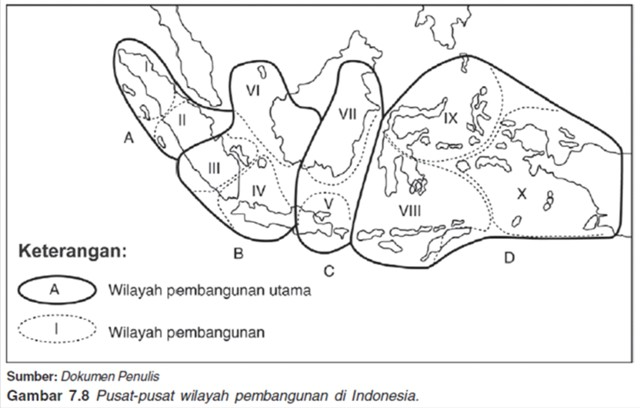 I
II
A
VI
III
IV
B
VII
V
C
IX
VIII
X
D
Keterangan:
A Wilayah pembangunan utama
I Wilayah pembangunan
Sumber: Dokumen Penulis
Gambar 7.8 Pusat-pusat wilayah pembangunan di Indonesia.